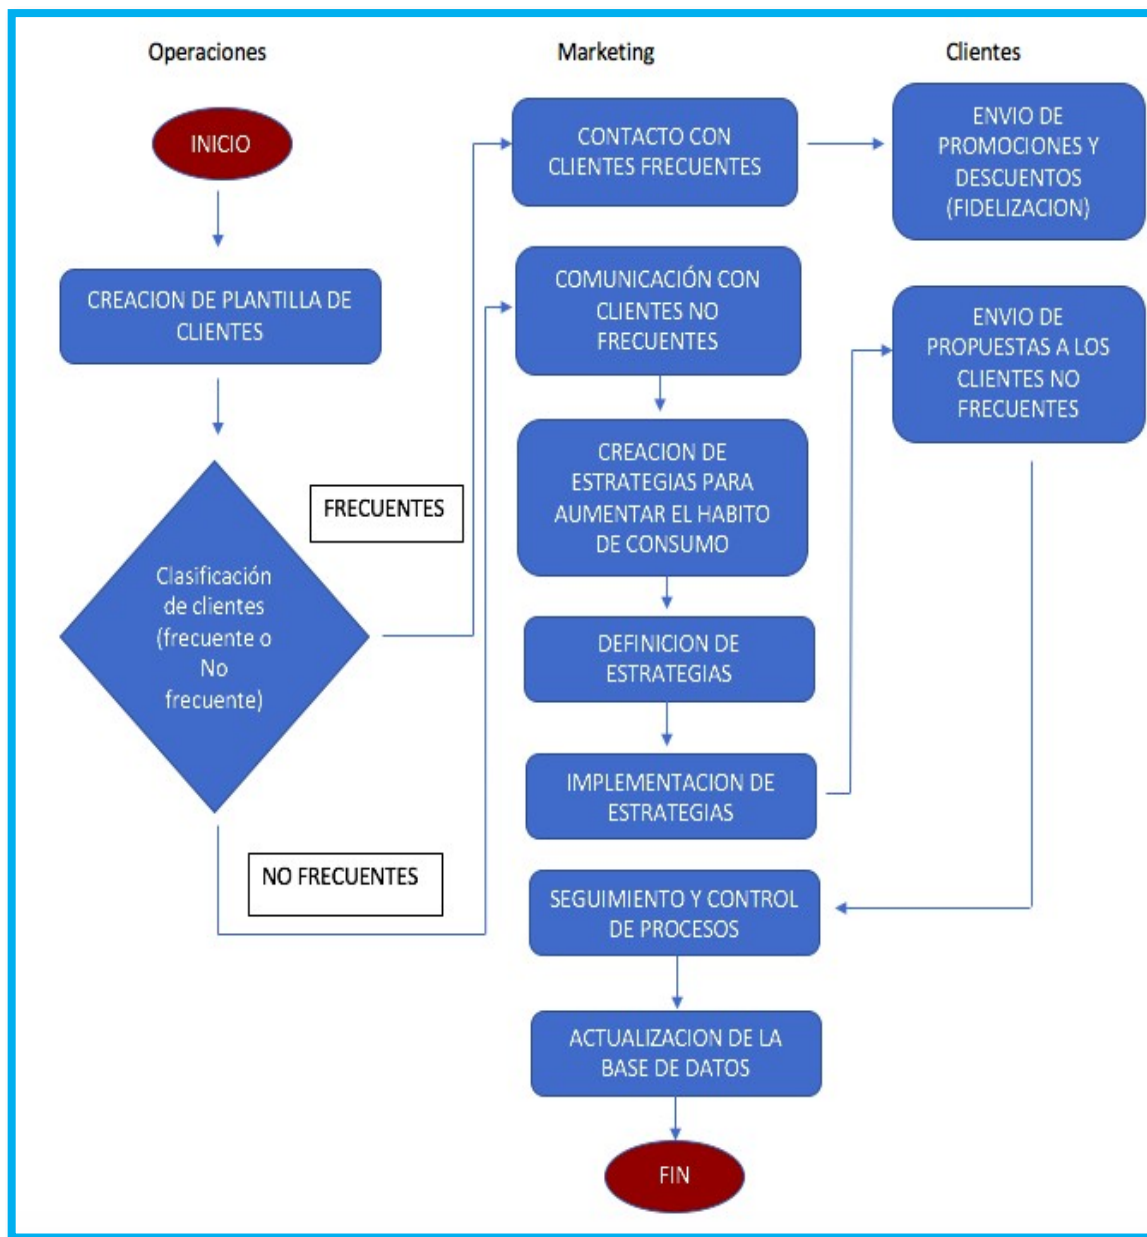 Operaciones
Marketing
Clientes
INICIO
CREACION DE PLANTILLA DE
CLIENTES
Clasificación
de clientes
(frecuente o
No
frecuente)
FRECUENTES
NO FRECUENTES
CONTACTO CON
CLIENTES FRECUENTES
ENVIO DE
PROMOCIONES Y
DESCUENTOS
(FIDELIZACION)
COMUNICACIÓN CON
CLIENTES NO
FRECUENTES
CREACION DE
ESTRATEGIAS PARA
AUMENTAR EL HABITO
DE CONSUMO
DEFINICION DE
ESTRATEGIAS
IMPLEMENTACION DE
ESTRATEGIAS
ENVIO DE
PROPUESTAS A LOS
CLIENTES NO
FRECUENTES
SEGUIMIENTO Y CONTROL
DE PROCESOS
ACTUALIZACION DE LA
BASE DE DATOS
FIN